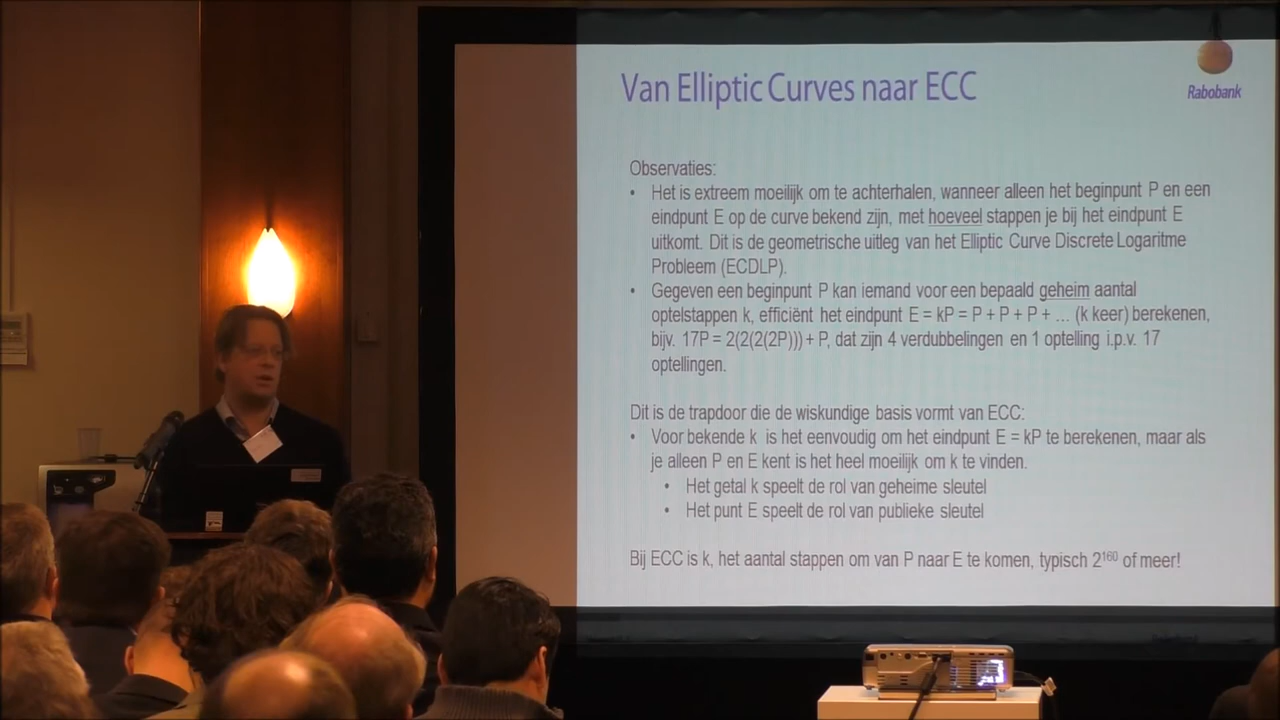 Van Elliptic Curves naar ECC
Rabobank
Observaties:
• Het is extreem moeilijk om te achterhalen, wanneer alleen het beginpunt P en een
eindpunt E op de curve bekend zijn, met hoeveel stappen je bij het eindpunt E
uitkomt. Dit is de geometrische uitleg van het Elliptic Curve Discrete Logaritme
Probleem (ECDLP).
• Gegeven een beginpunt P kan iemand voor een bepaald geheim aantal
optelstappen k, efficiënt het eindpunt E = kP = P + P + P + … (k keer) berekenen,
bijv. 17P = 2(2(2(2P))) + P, dat zijn 4 verdubbelingen en 1 optelling i.p.v. 17
optellingen.
Dit is de trapdoor die de wiskundige basis vormt van ECC:
• Voor bekende k is het eenvoudig om het eindpunt E = kP te berekenen, maar als
je alleen P en E kent is het heel moeilijk om k te vinden.
• Het getal k speelt de rol van geheime sleutel
• Het punt E speelt de rol van publieke sleutel
Bij ECC is k, het aantal stappen om van P naar E te komen, typisch 2¹⁶⁰ of meer!